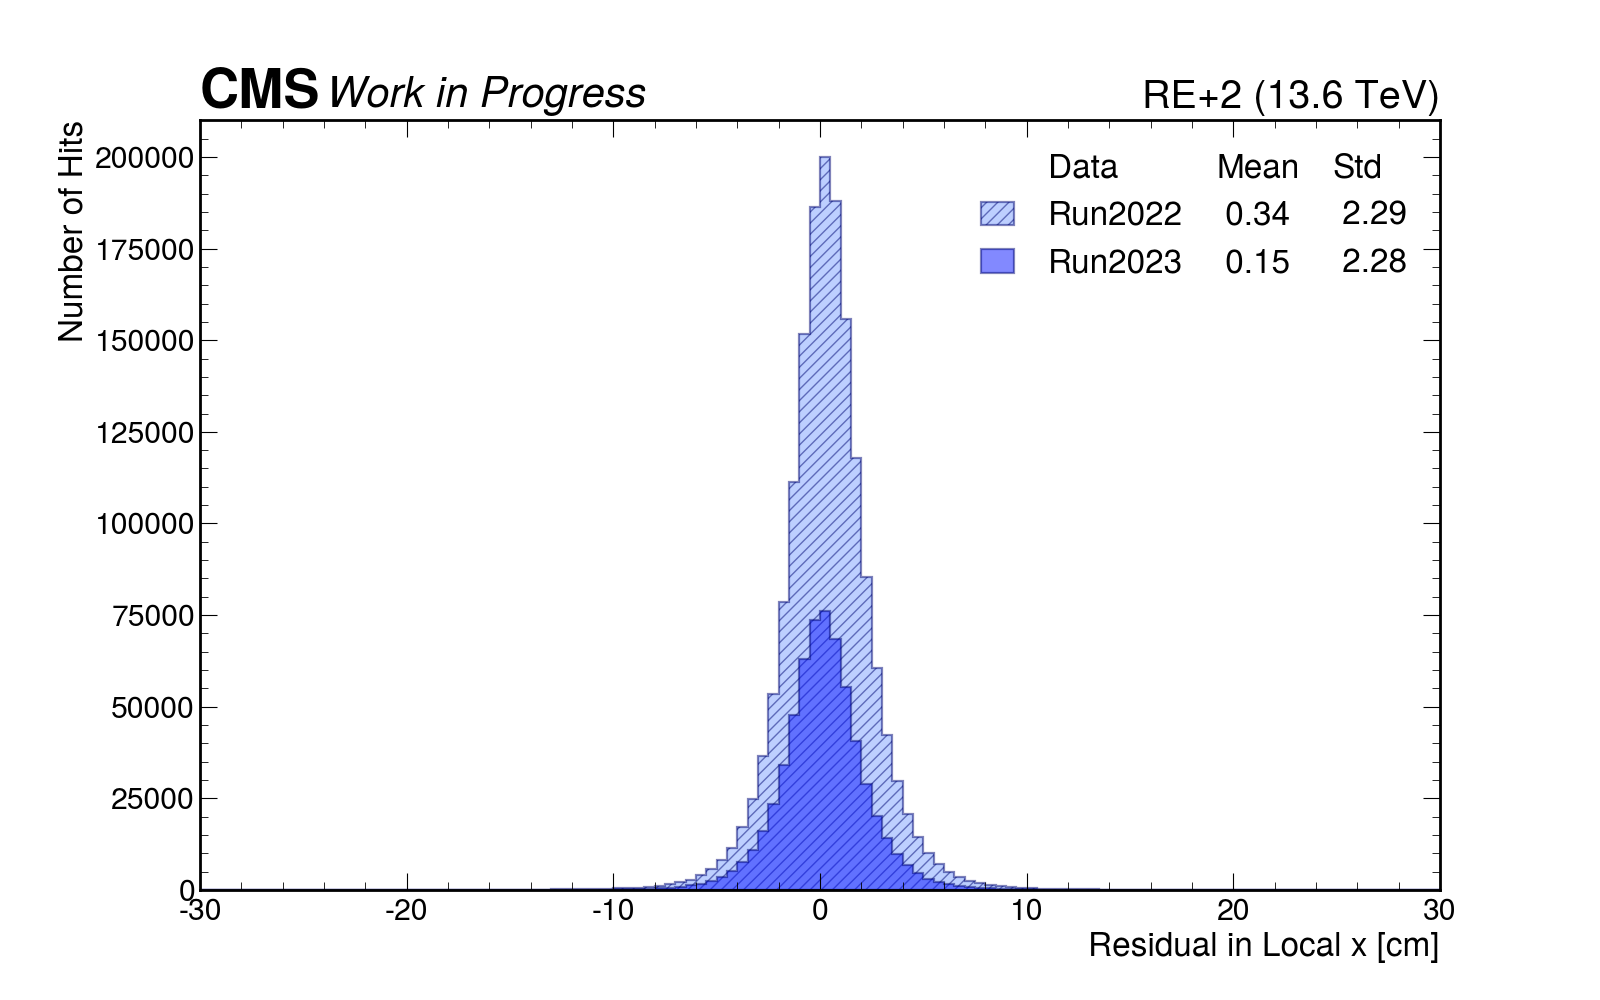 CMS Work in Progress
RE+2 (13.6 TeV)
Number of Hits
200000
175000
150000
125000
100000
75000
50000
25000
0
Data Mean Std
Run2022 0.34 2.29
Run2023 0.15 2.28
-30 -20 -10 0 10 20 30
Residual in Local x [cm]